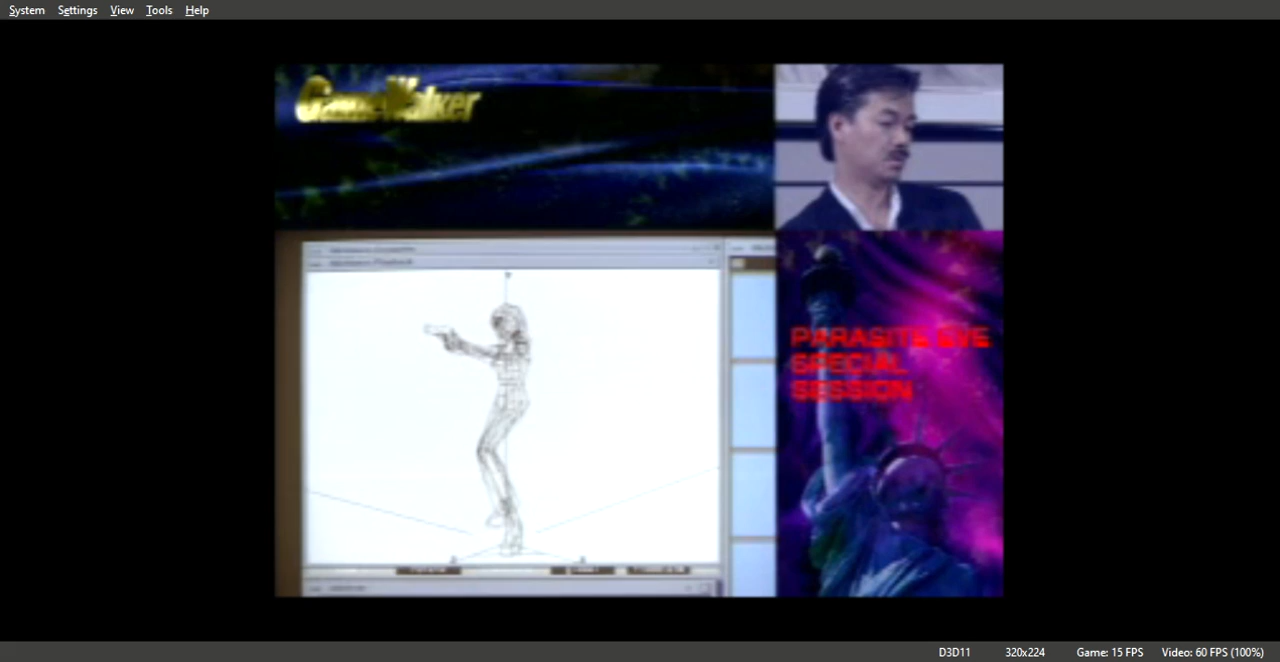 System Settings View Tools Help
GameWalker
PARASITE EVE
SPECIAL
SESSION
D3D11 320x224 Game: 15 FPS Video: 60 FPS (100%)